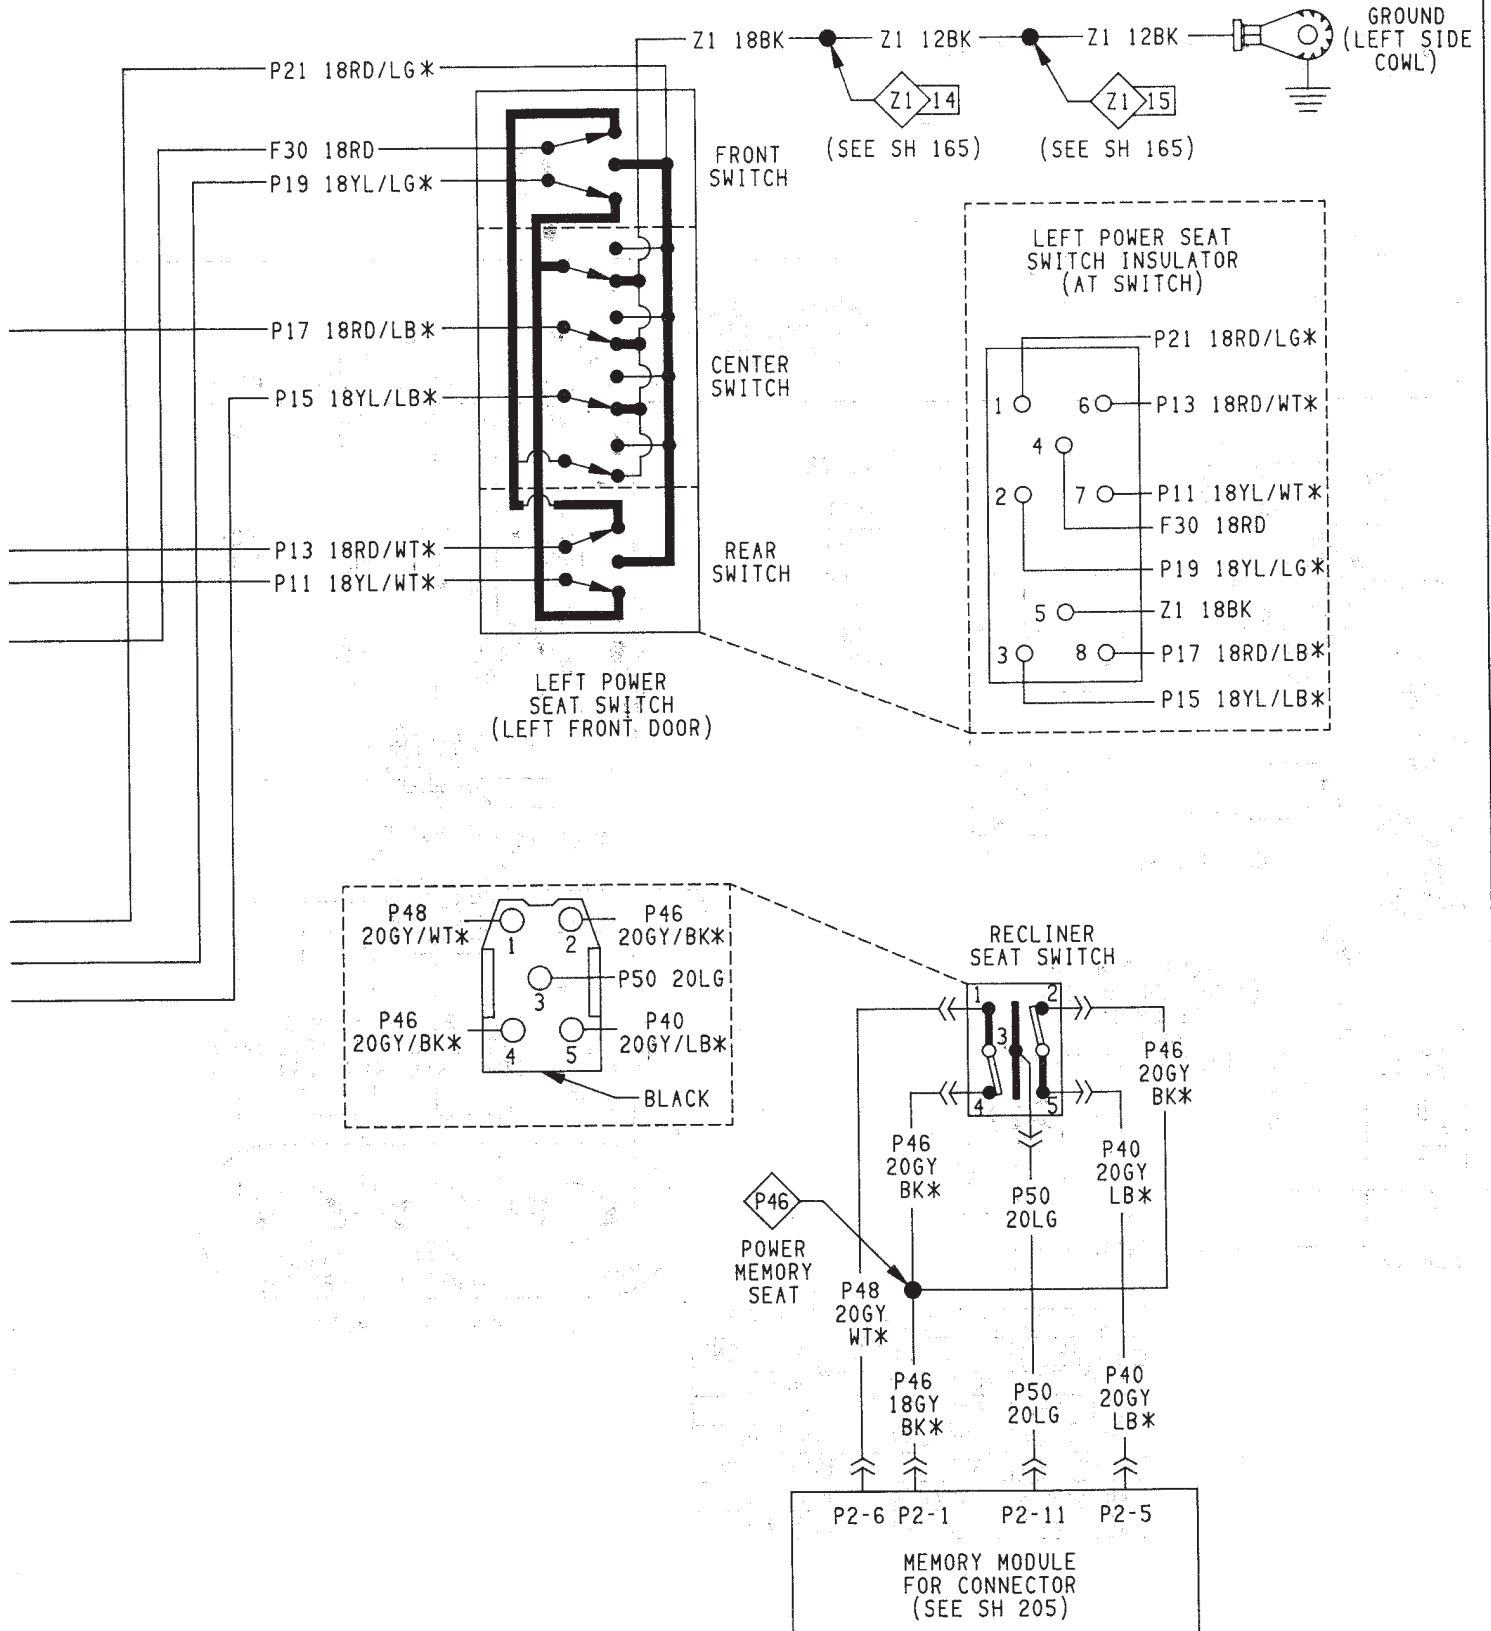 Z1 18BK
Z1 12BK
Z1 12BK
GROUND
(LEFT SIDE
COWL)
Z1 14
(SEE SH 165)
Z1 15
(SEE SH 165)
P21 18RD/LG*
F30 18RD
P19 18YL/LG*
P17 18RD/LB*
P15 18YL/LB*
P13 18RD/WT*
P11 18YL/WT*
FRONT
SWITCH
CENTER
SWITCH
REAR
SWITCH
LEFT POWER
SEAT SWITCH
(LEFT FRONT DOOR)
LEFT POWER SEAT
SWITCH INSULATOR
(AT SWITCH)
P21 18RD/LG*
1
6
P13 18RD/WT*
4
2
7
P11 18YL/WT*
F30 18RD
P19 18YL/LG*
5
Z1 18BK
3
8
P17 18RD/LB*
P15 18YL/LB*
P48
20GY/WT*
1
2
P46
20GY/BK*
3
P50 20LG
P46
20GY/BK*
4
5
P40
20GY/LB*
BLACK
RECLINER
SEAT SWITCH
1
2
3
4
5
P46
20GY
BK*
P46
20GY
BK*
P40
20GY
LB*
P50
20LG
P46
POWER
MEMORY
SEAT
P48
20GY
WT*
P46
18GY
BK*
P50
20LG
P40
20GY
LB*
P2-6 P2-1 P2-11 P2-5
MEMORY MODULE
FOR CONNECTOR
(SEE SH 205)